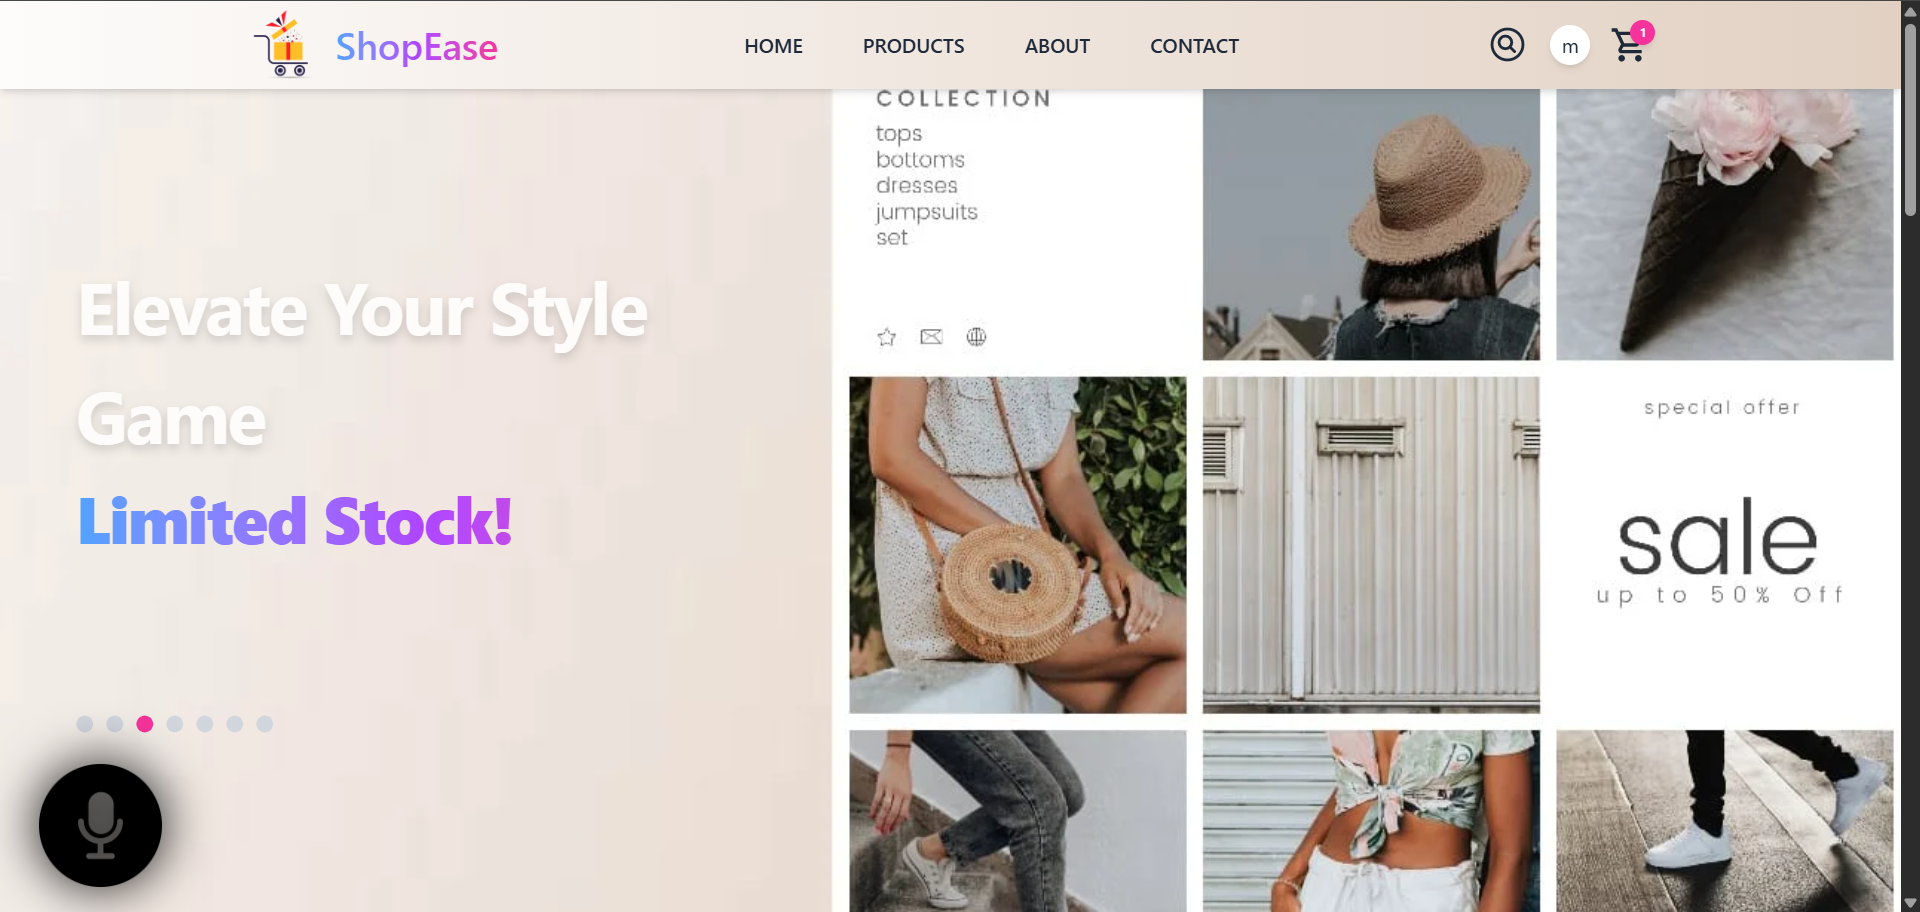 ShopEase
HOME
PRODUCTS
ABOUT
CONTACT
m
1
COLLECTION
tops
bottoms
dresses
jumpsuits
set
Elevate Your Style
Game
Limited Stock!
special offer
sale
up to 50% Off